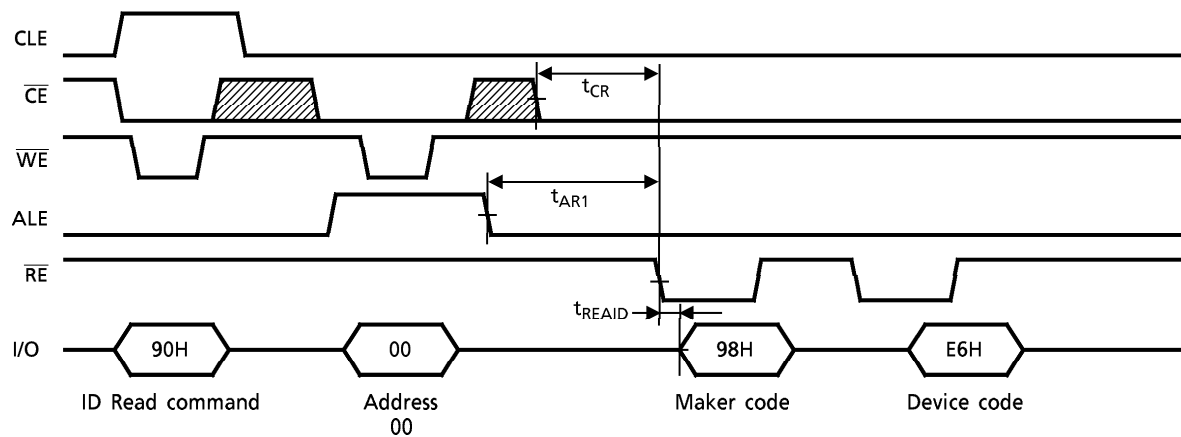 CLE
CE
tCR
WE
tAR1
ALE
RE
tREAID
I/O 90H 00 98H E6H
ID Read command Address Maker code Device code
00